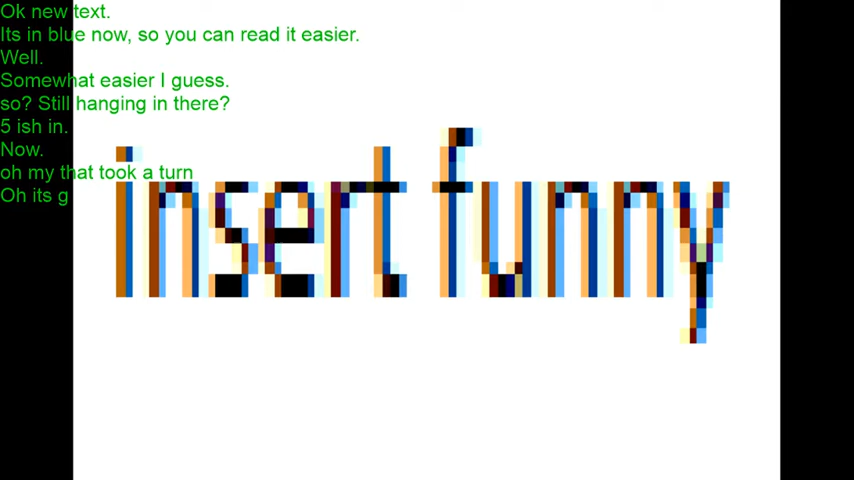 Ok new text.
Its in blue now, so you can read it easier.
Well.
Somewhat easier I guess.
so? Still hanging in there?
5 ish in.
Now.
oh my that took a turn
Oh its g
insert funny